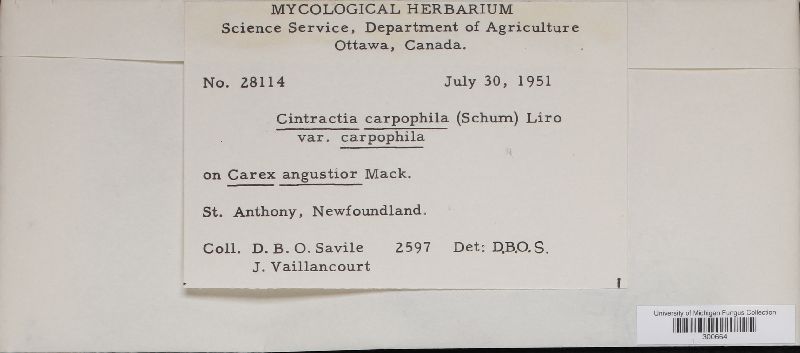 MYCOLOGICAL HERBARIUM
Science Service, Department of Agriculture
Ottawa, Canada.
No. 28114 July 30, 1951
Cintractia carpophila (Schum) Liro
var. carpophila
on Carex angustior Mack.
St. Anthony, Newfoundland.
Coll. D. B. O. Savile 2597 Det: D.B.O.S.
J. Vaillancourt
University of Michigan Fungus Collection
300664